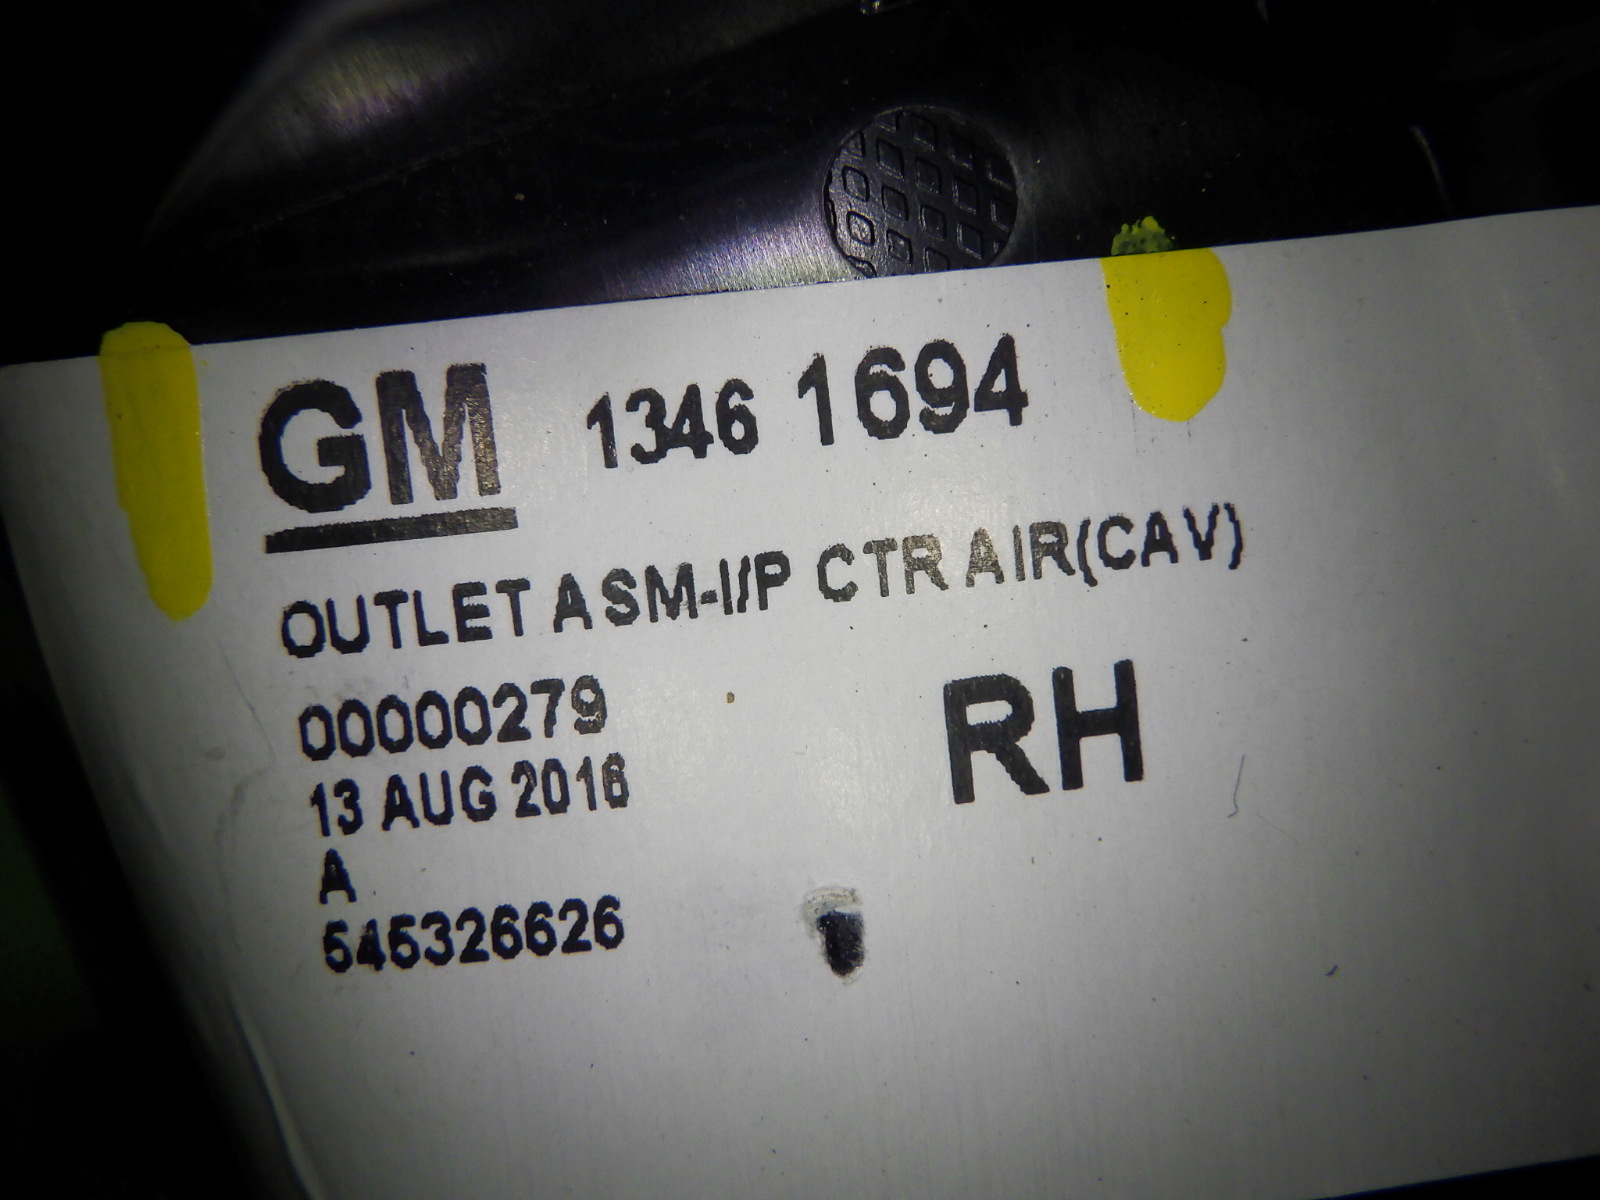 GM 1346 1694
OUTLET ASM-I/P CTR AIR(CAV)
00000279
RH
13 AUG 2016
A
545326626